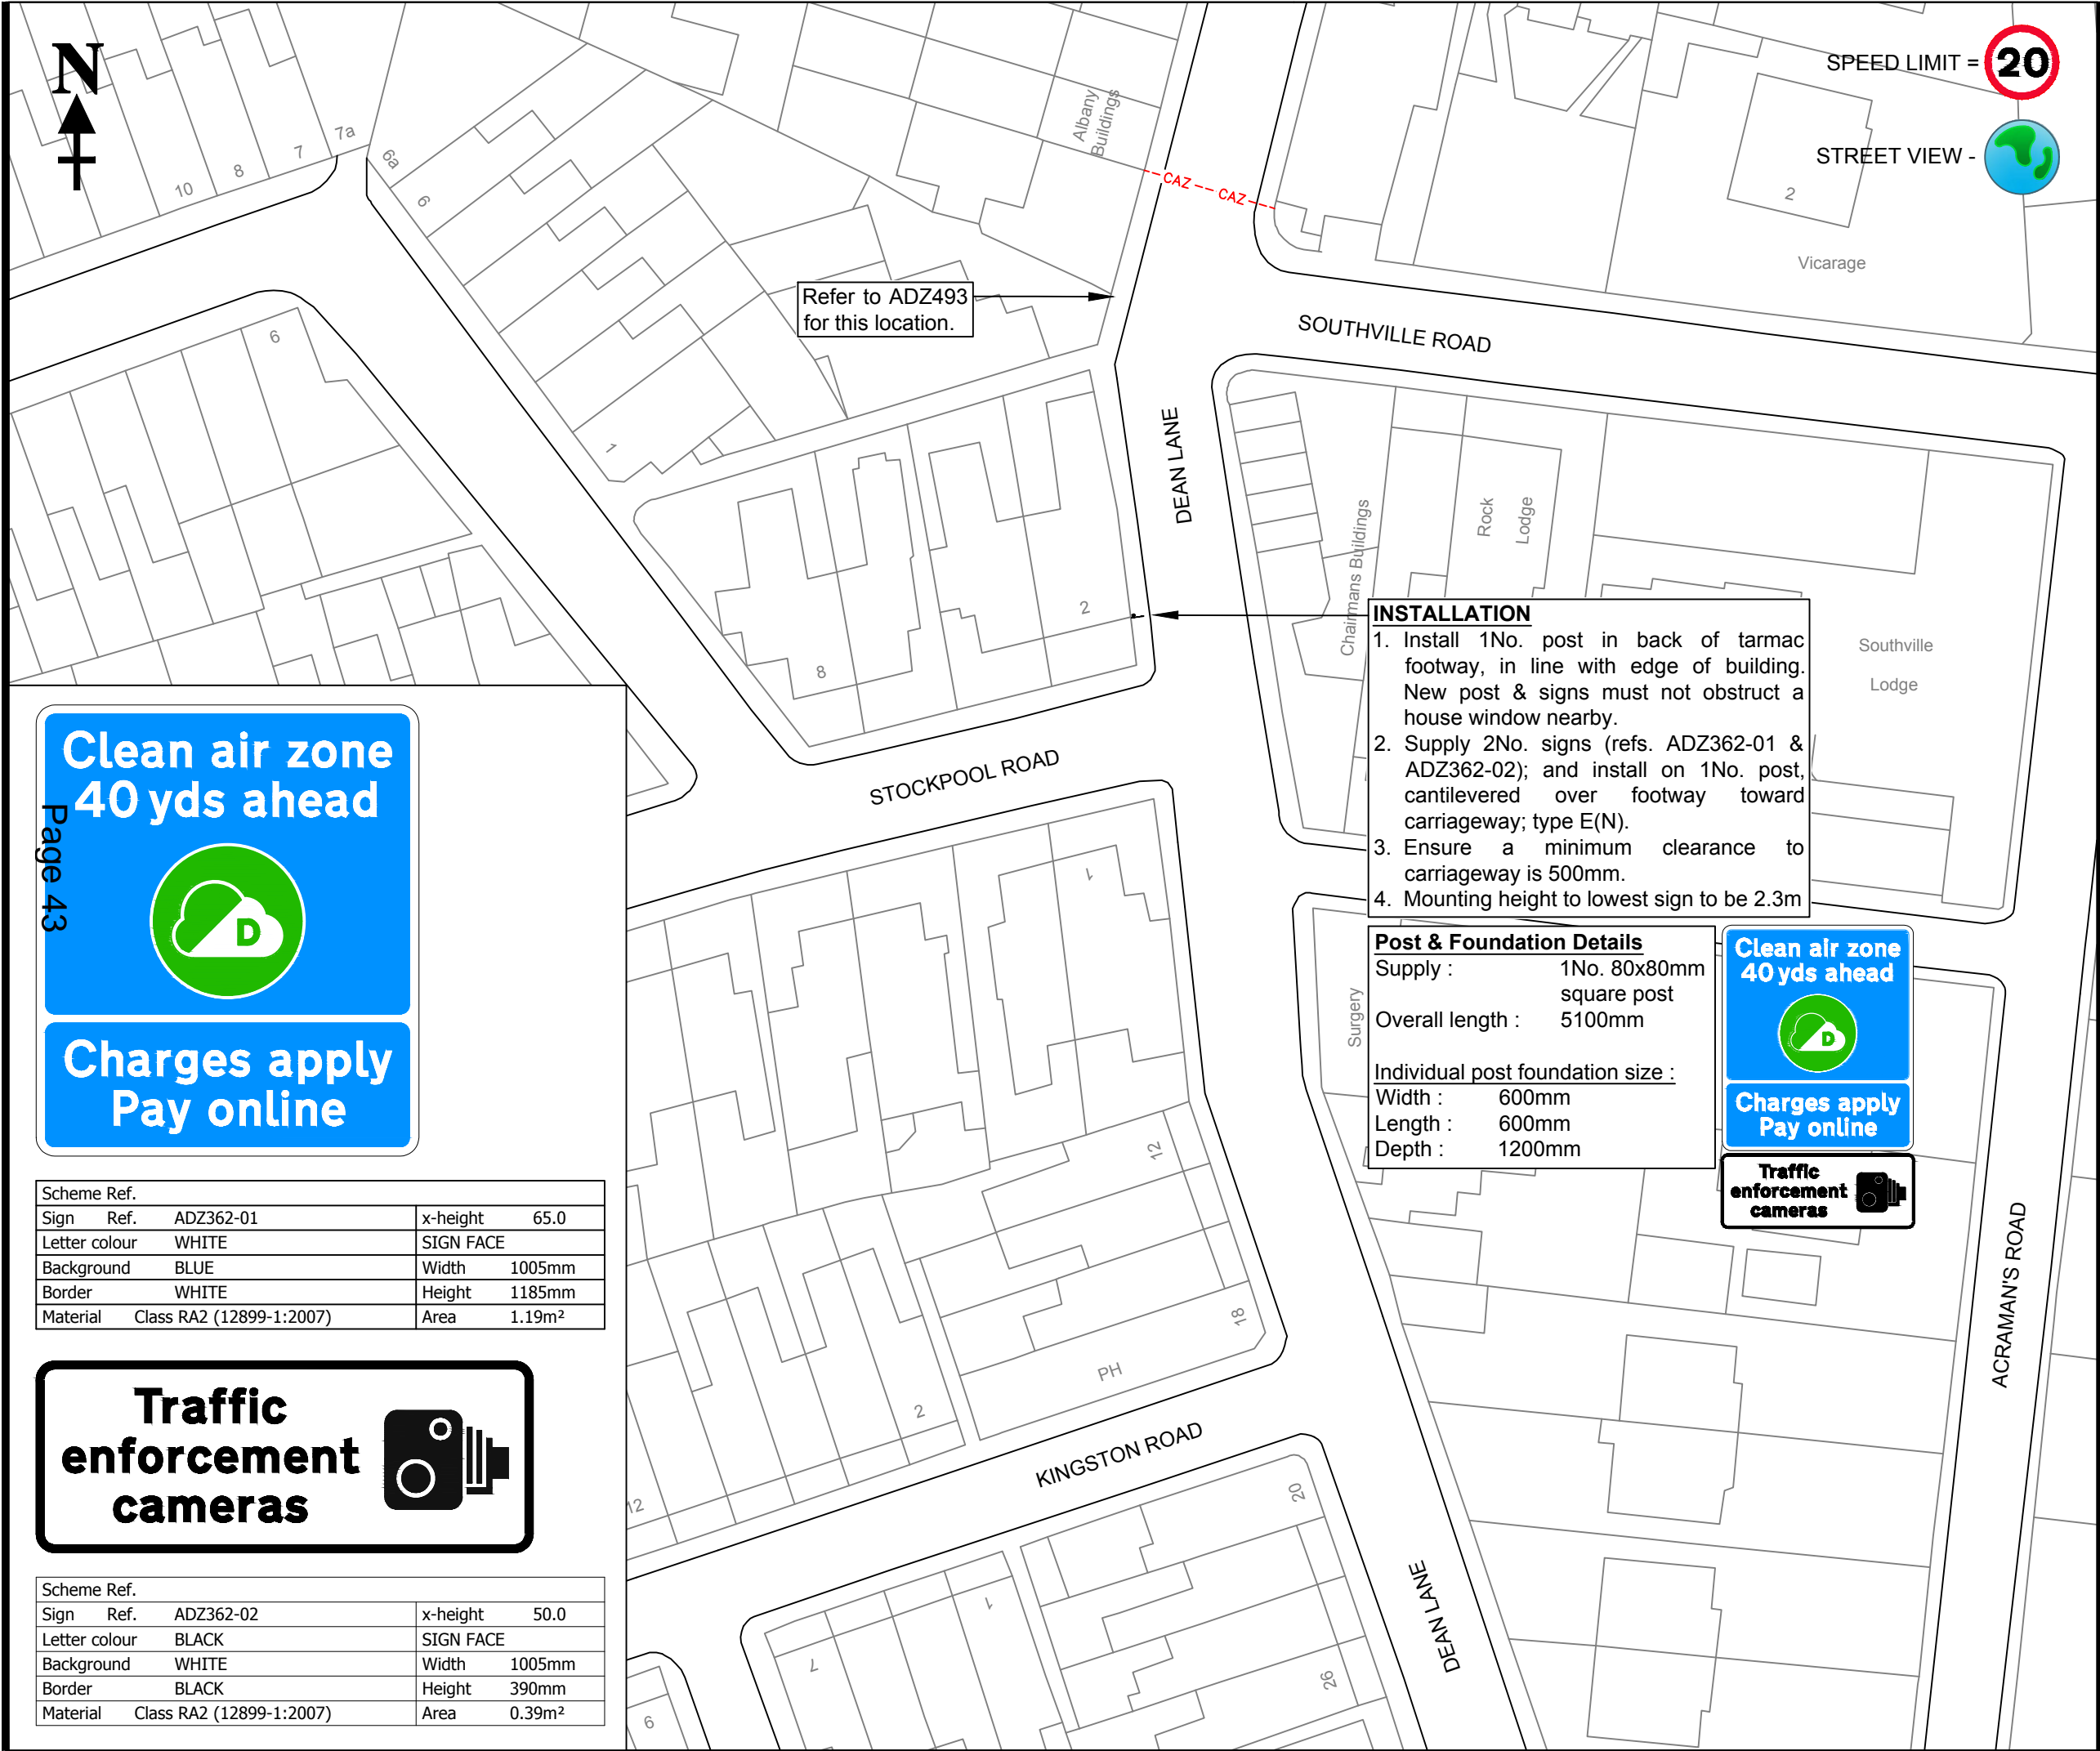 N
SPEED LIMIT = 20
STREET VIEW -
10
8
7
7a
6a
6
Albany
Buildings
CAZ
CAZ
2
Vicarage
Refer to ADZ493
for this location.
SOUTHVILLE ROAD
6
1
DEAN LANE
Chairmans Buildings
Rock
Lodge
2
8
Southville
Lodge
INSTALLATION
1. Install 1No. post in back of tarmac
footway, in line with edge of building.
New post & signs must not obstruct a
house window nearby.
2. Supply 2No. signs (refs. ADZ362-01 &
ADZ362-02); and install on 1No. post,
cantilevered over footway toward
carriageway; type E(N).
3. Ensure a minimum clearance to
carriageway is 500mm.
4. Mounting height to lowest sign to be 2.3m
STOCKPOOL ROAD
Clean air zone
40 yds ahead
D
Charges apply
Pay online
Page 43
1
Surgery
Post & Foundation Details
Supply : 1No. 80x80mm
square post
Overall length : 5100mm
Individual post foundation size :
Width : 600mm
Length : 600mm
Depth : 1200mm
Clean air zone
40 yds ahead
D
Charges apply
Pay online
Traffic
enforcement
cameras
12
18
PH
2
12
KINGSTON ROAD
ACRAMAN'S ROAD
20
26
1
7
9
DEAN LANE
Scheme Ref.
Sign Ref. ADZ362-01 x-height 65.0
Letter colour WHITE SIGN FACE
Background BLUE Width 1005mm
Border WHITE Height 1185mm
Material Class RA2 (12899-1:2007) Area 1.19m²
Traffic
enforcement
cameras
Scheme Ref.
Sign Ref. ADZ362-02 x-height 50.0
Letter colour BLACK SIGN FACE
Background WHITE Width 1005mm
Border BLACK Height 390mm
Material Class RA2 (12899-1:2007) Area 0.39m²